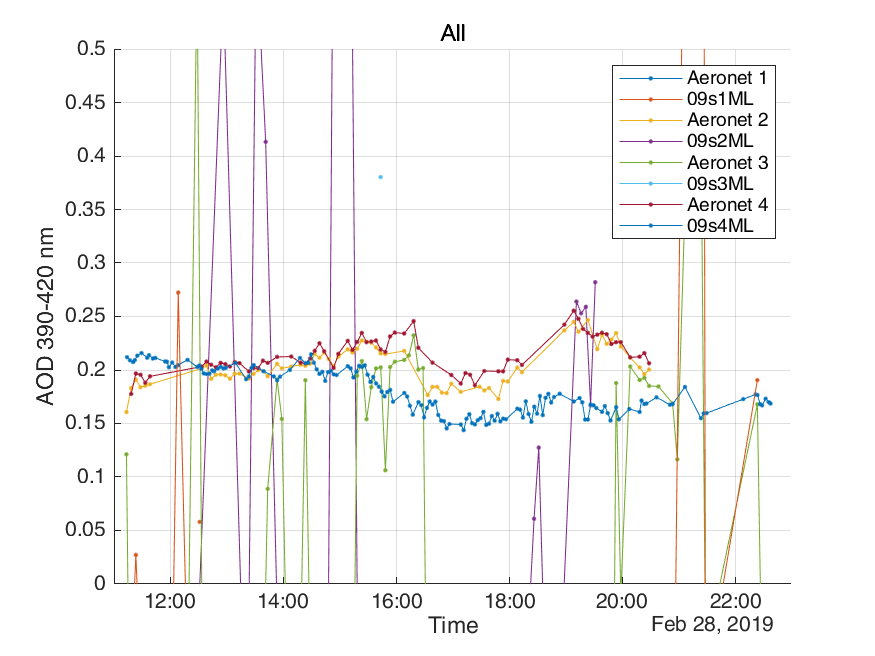 All
0.5
0.45
0.4
0.35
0.3
0.25
0.2
0.15
0.1
0.05
0
AOD 390-420 nm
Aeronet 1
09s1ML
Aeronet 2
09s2ML
Aeronet 3
09s3ML
Aeronet 4
09s4ML
12:00 14:00 16:00 18:00 20:00 22:00
Time
Feb 28, 2019